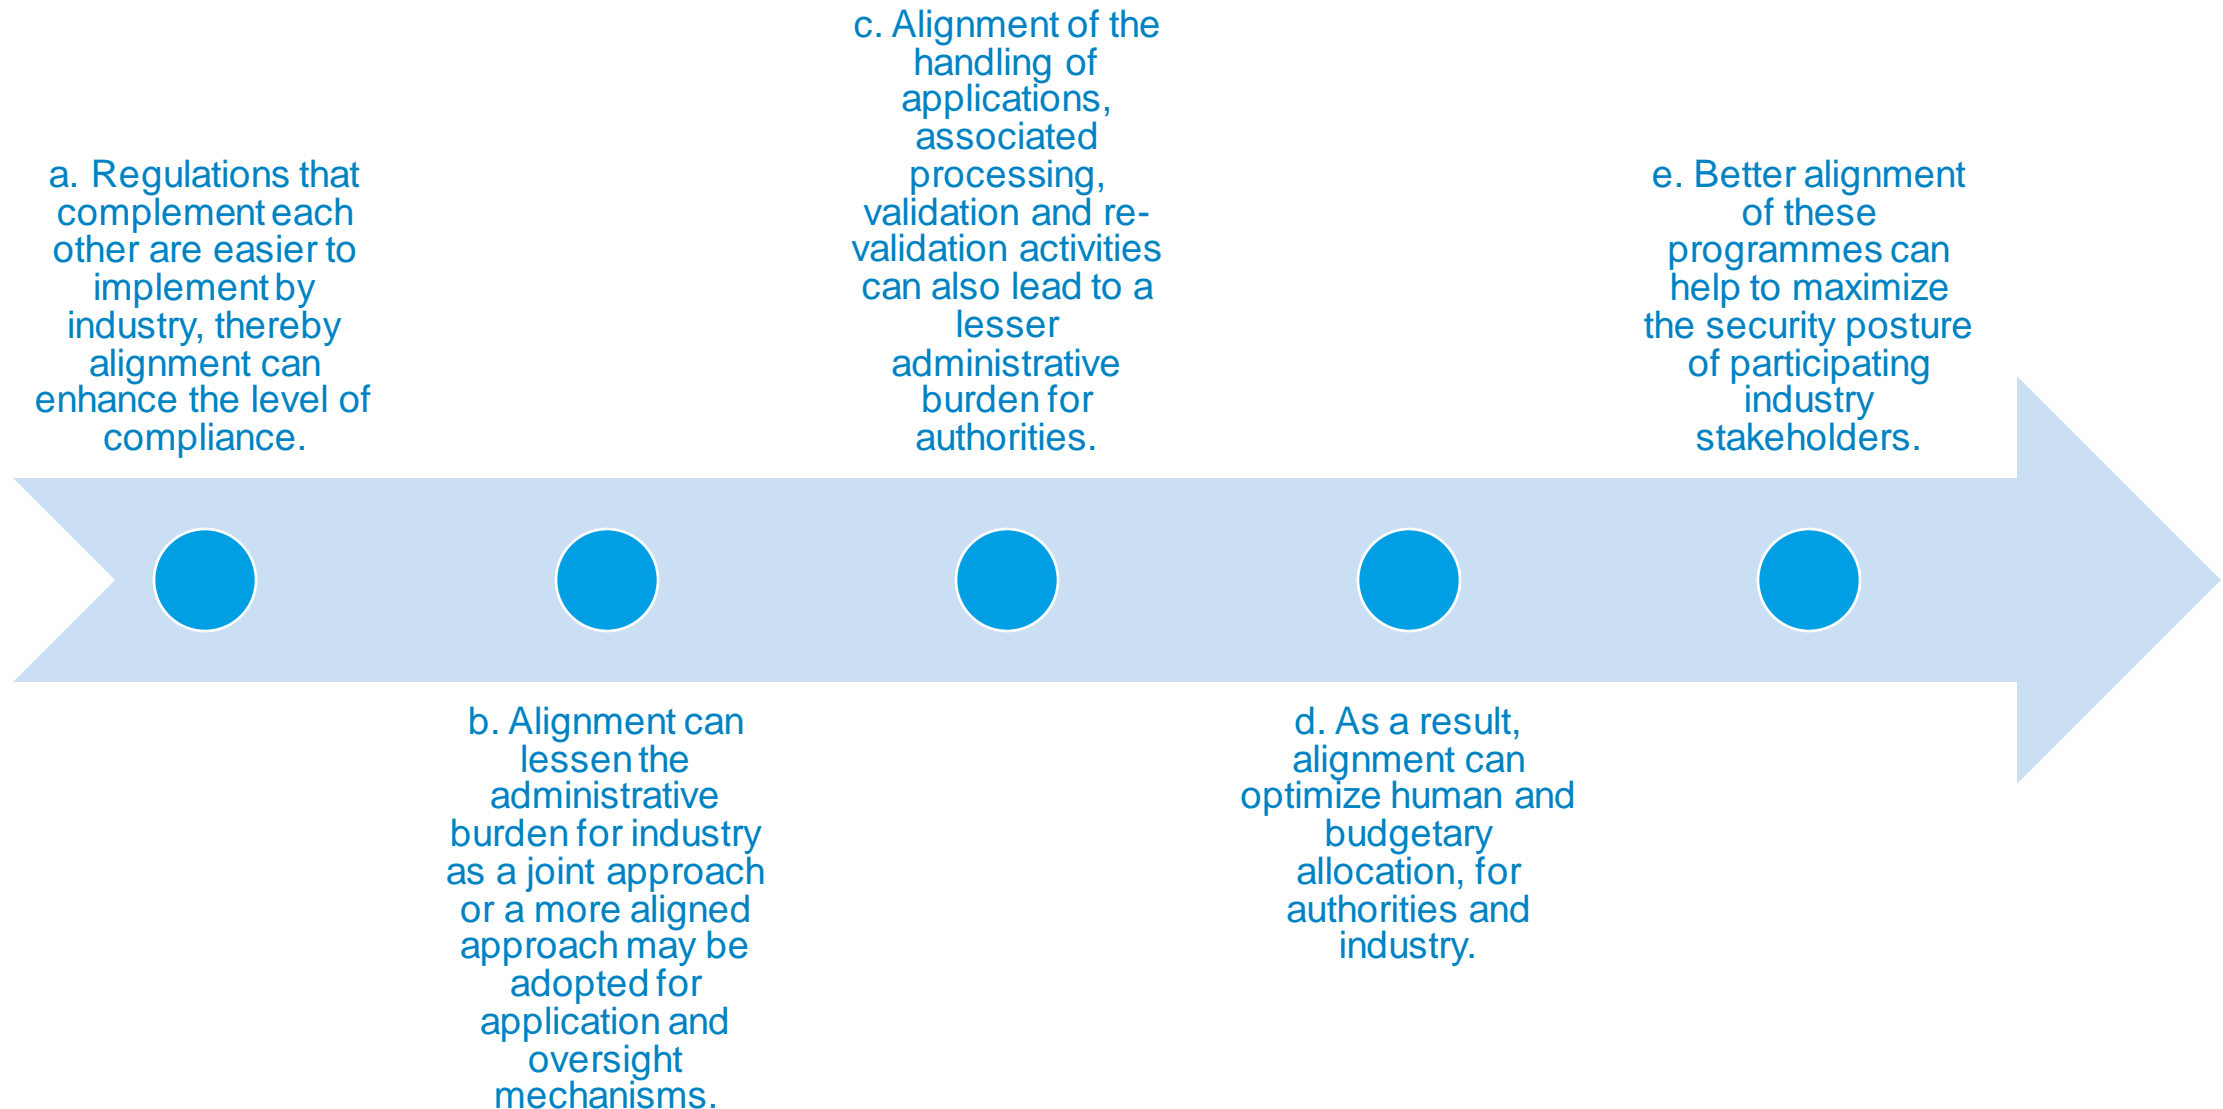 a. Regulations that
complement each
other are easier to
implement by
industry, thereby
alignment can
enhance the level of
compliance.
b. Alignment can
lessen the
administrative
burden for industry
as a joint approach
or a more aligned
approach may be
adopted for
application and
oversight
mechanisms.
c. Alignment of the
handling of
applications,
associated
processing,
validation and re-
validation activities
can also lead to a
lesser
administrative
burden for
authorities.
d. As a result,
alignment can
optimize human and
budgetary
allocation, for
authorities and
industry.
e. Better alignment
of these
programmes can
help to maximize
the security posture
of participating
industry
stakeholders.